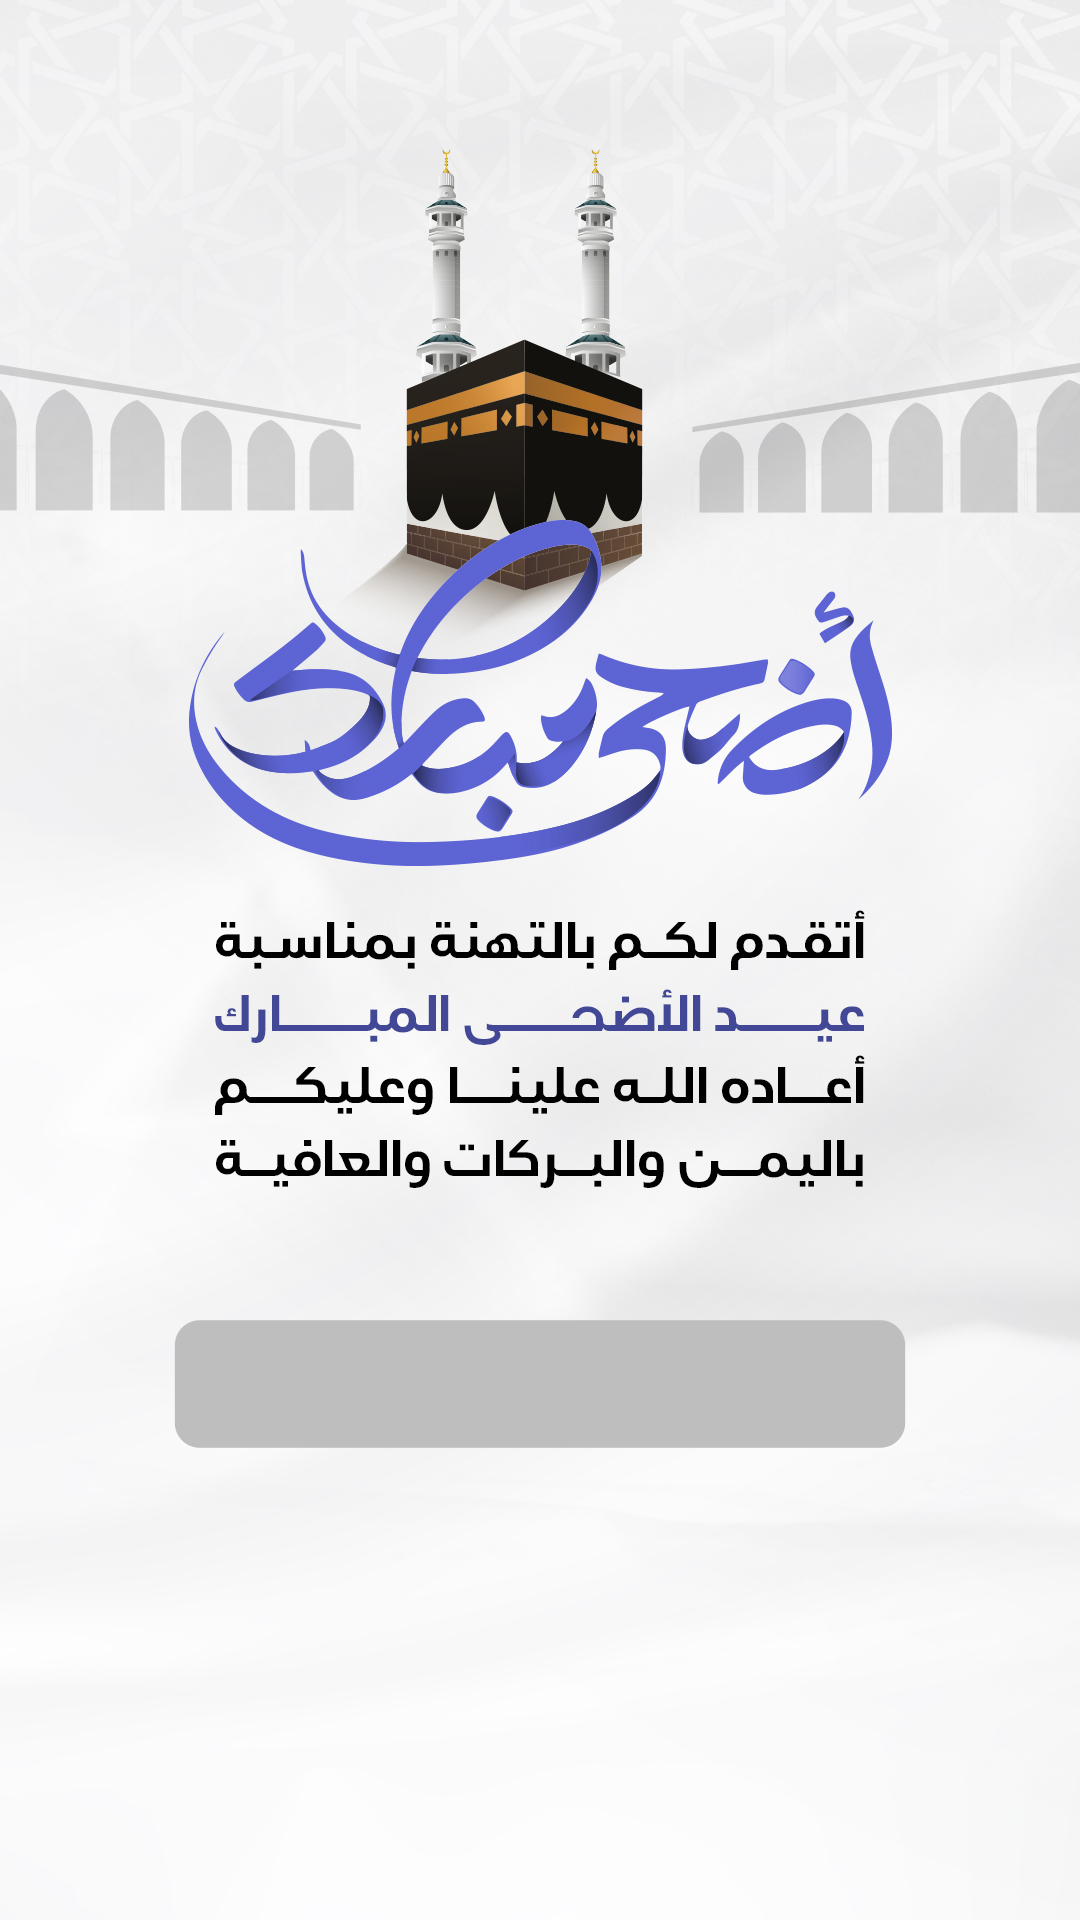 أضحى مبارك
أتقدم لكم بالتهنة بمناسبة
عيد الأضحى المبارك
أعاده الله علينا وعليكم
باليمن والبركات والعافية